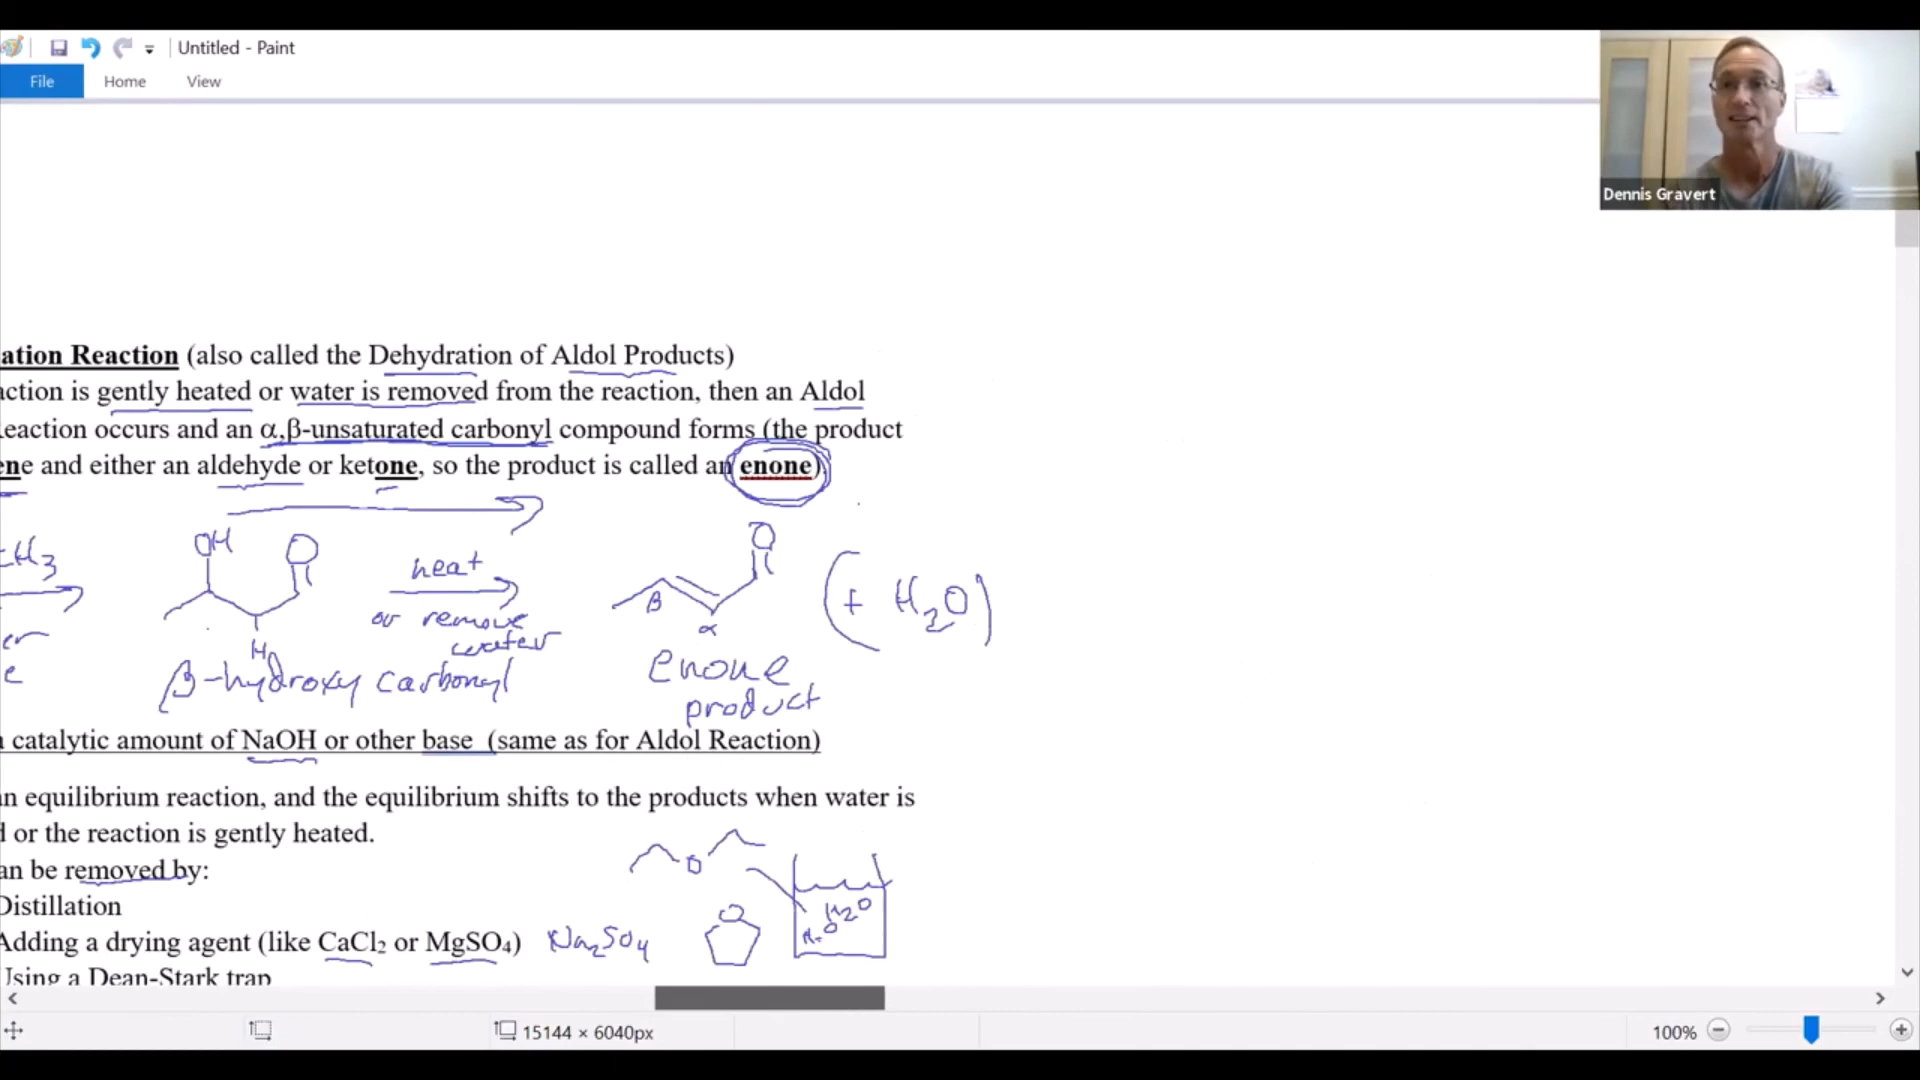 Untitled - Paint
File Home View
Dennis Gravert
ation Reaction (also called the Dehydration of Aldol Products)
action is gently heated or water is removed from the reaction, then an Aldol
eaction occurs and an α,β-unsaturated carbonyl compound forms (the product
ene and either an aldehyde or ketone, so the product is called an enone)
CH3
OH O
H
er
e
β-hydroxy carbonyl
heat
or remove
water
O
β
α
enone
product
(+ H2O)
catalytic amount of NaOH or other base (same as for Aldol Reaction)
n equilibrium reaction, and the equilibrium shifts to the products when water is
d or the reaction is gently heated.
an be removed by:
O
Distillation
H2O
Adding a drying agent (like CaCl2 or MgSO4) Na2SO4
O
Using a Dean-Stark trap
15144 × 6040px
100%